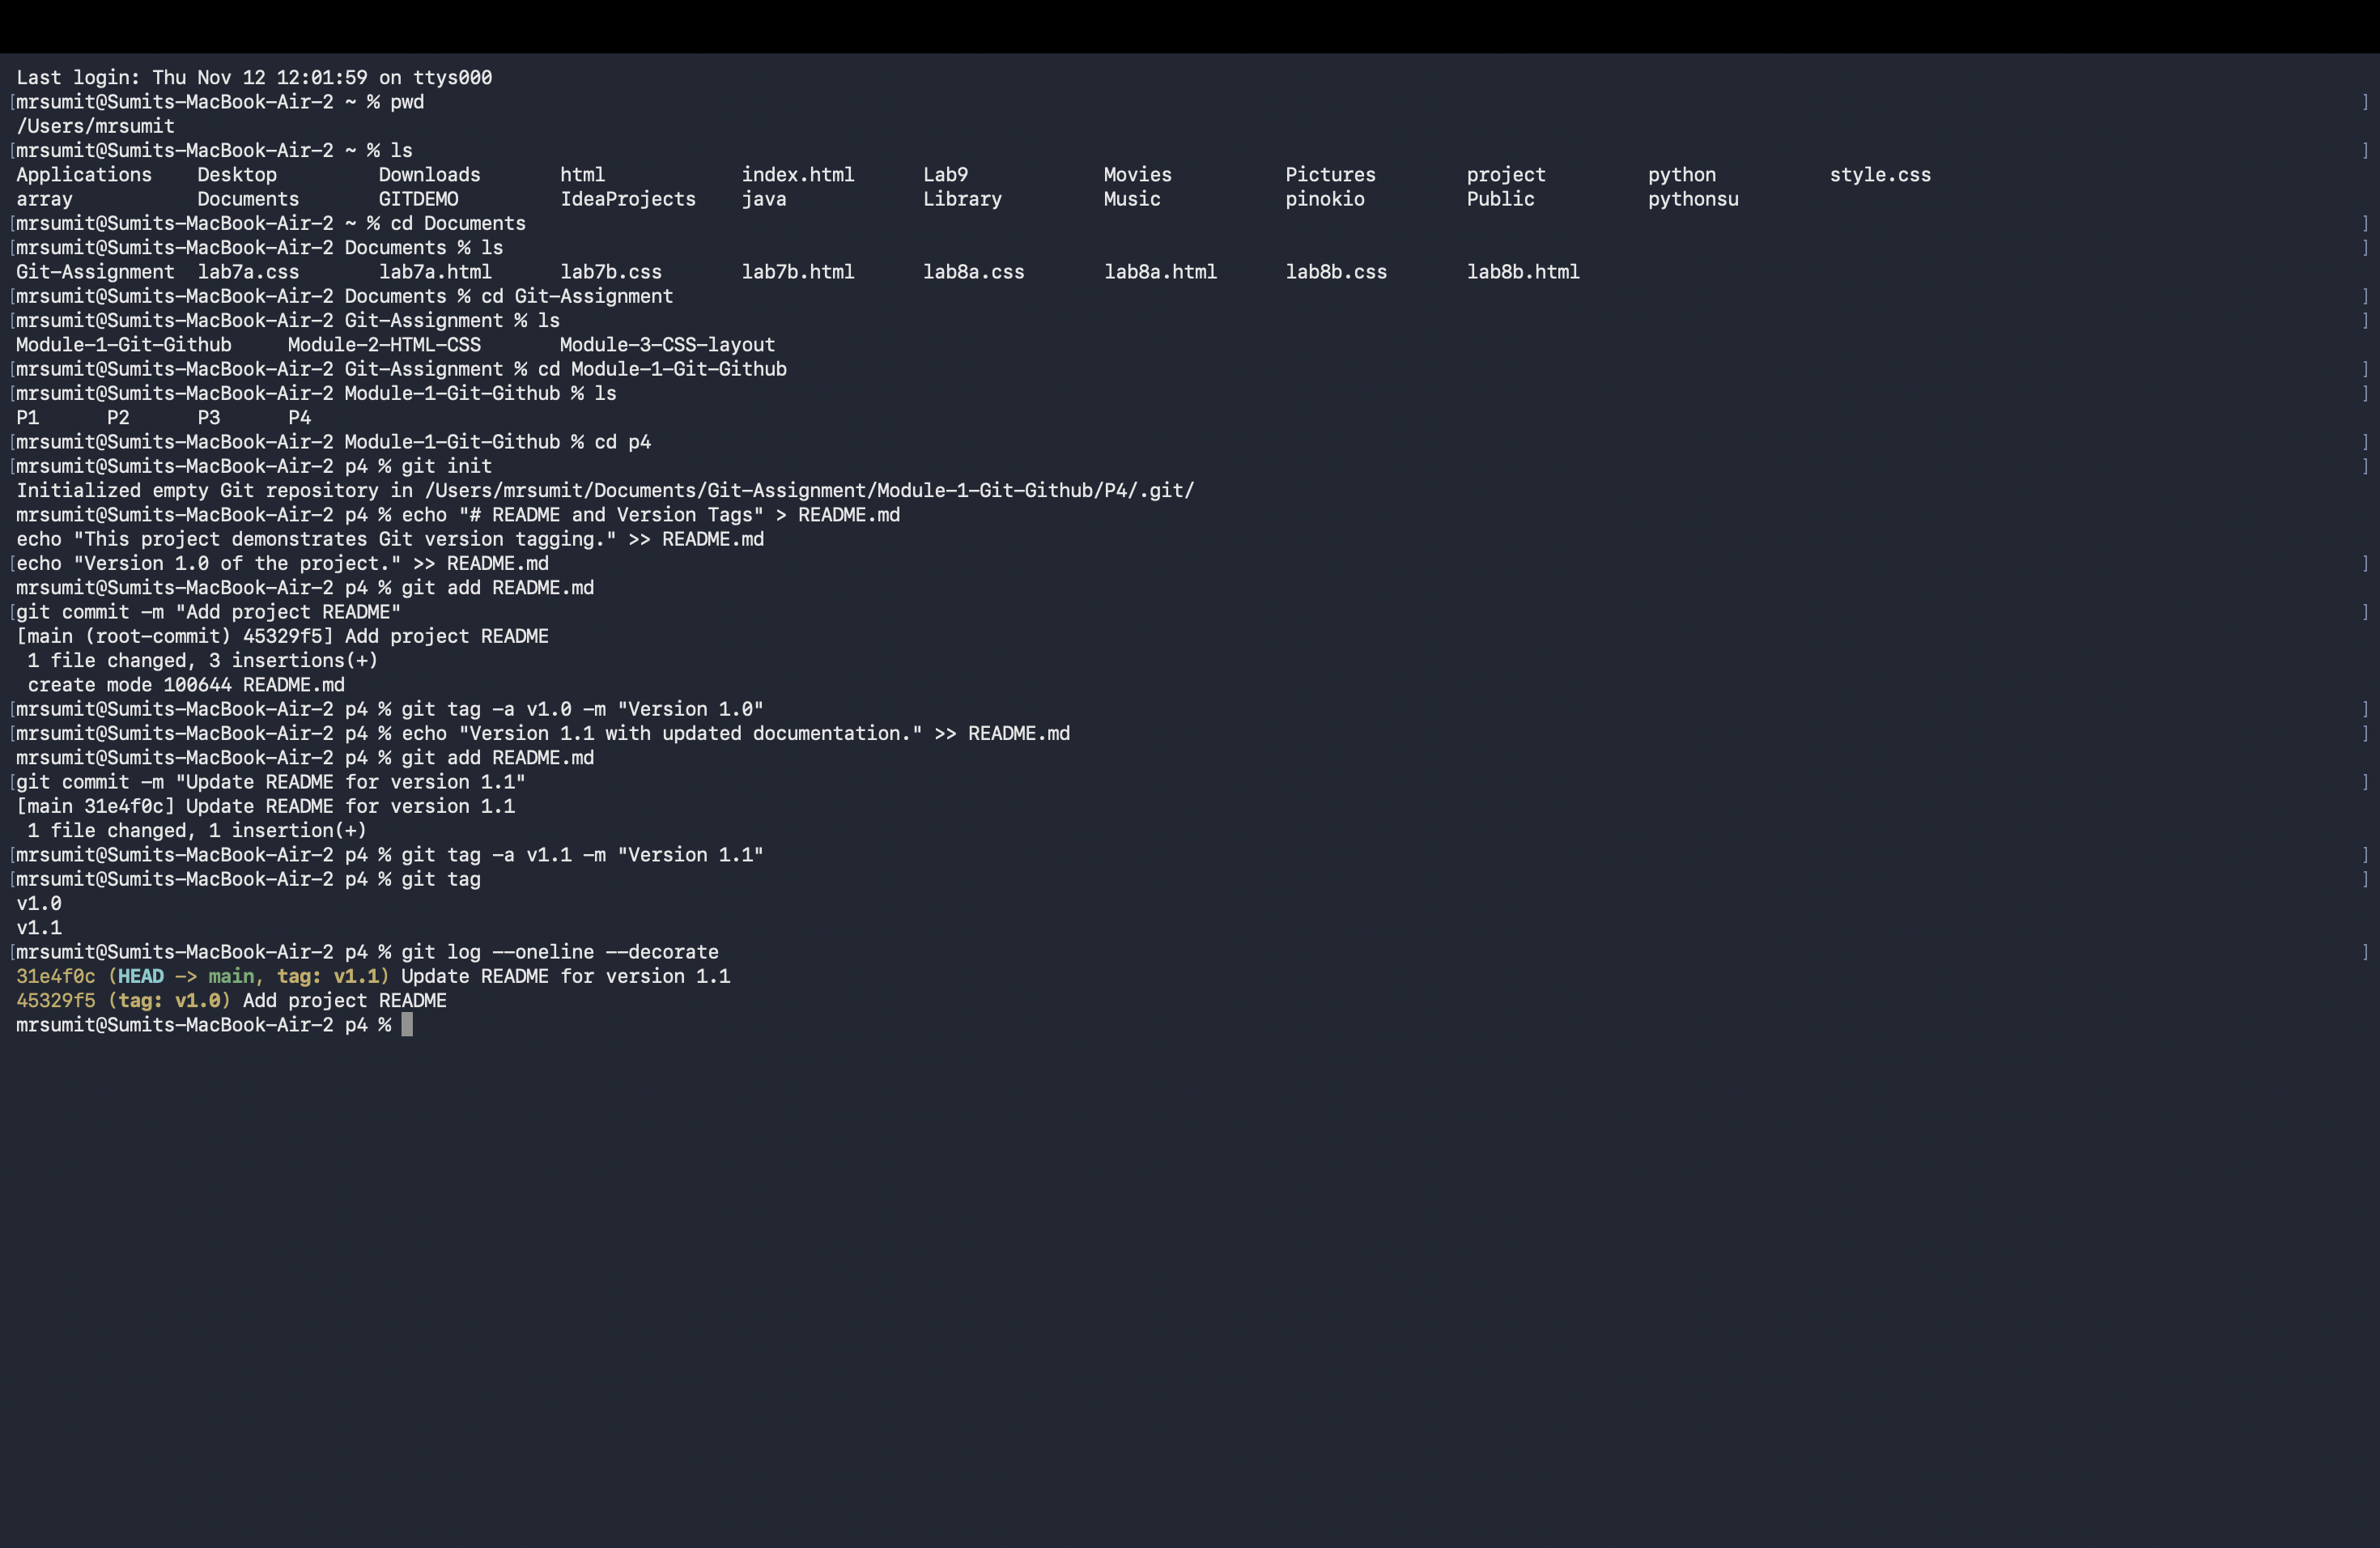 Last login: Thu Nov 12 12:01:59 on ttys000
[mrsumit@Sumits-MacBook-Air-2 ~ % pwd ]
/Users/mrsumit
[mrsumit@Sumits-MacBook-Air-2 ~ % ls ]
Applications Desktop Downloads html index.html Lab9 Movies Pictures project python style.css
array Documents GITDEMO IdeaProjects java Library Music pinokio Public pythonsu
[mrsumit@Sumits-MacBook-Air-2 ~ % cd Documents ]
[mrsumit@Sumits-MacBook-Air-2 Documents % ls ]
Git-Assignment lab7a.css lab7a.html lab7b.css lab7b.html lab8a.css lab8a.html lab8b.css lab8b.html
[mrsumit@Sumits-MacBook-Air-2 Documents % cd Git-Assignment ]
[mrsumit@Sumits-MacBook-Air-2 Git-Assignment % ls ]
Module-1-Git-Github Module-2-HTML-CSS Module-3-CSS-layout
[mrsumit@Sumits-MacBook-Air-2 Git-Assignment % cd Module-1-Git-Github ]
[mrsumit@Sumits-MacBook-Air-2 Module-1-Git-Github % ls ]
P1 P2 P3 P4
[mrsumit@Sumits-MacBook-Air-2 Module-1-Git-Github % cd p4 ]
[mrsumit@Sumits-MacBook-Air-2 p4 % git init ]
Initialized empty Git repository in /Users/mrsumit/Documents/Git-Assignment/Module-1-Git-Github/P4/.git/
mrsumit@Sumits-MacBook-Air-2 p4 % echo "# README and Version Tags" > README.md
echo "This project demonstrates Git version tagging." >> README.md
[echo "Version 1.0 of the project." >> README.md ]
mrsumit@Sumits-MacBook-Air-2 p4 % git add README.md
[git commit -m "Add project README" ]
[main (root-commit) 45329f5] Add project README
1 file changed, 3 insertions(+)
create mode 100644 README.md
[mrsumit@Sumits-MacBook-Air-2 p4 % git tag -a v1.0 -m "Version 1.0" ]
[mrsumit@Sumits-MacBook-Air-2 p4 % echo "Version 1.1 with updated documentation." >> README.md ]
mrsumit@Sumits-MacBook-Air-2 p4 % git add README.md
[git commit -m "Update README for version 1.1" ]
[main 31e4f0c] Update README for version 1.1
1 file changed, 1 insertion(+)
[mrsumit@Sumits-MacBook-Air-2 p4 % git tag -a v1.1 -m "Version 1.1" ]
[mrsumit@Sumits-MacBook-Air-2 p4 % git tag ]
v1.0
v1.1
[mrsumit@Sumits-MacBook-Air-2 p4 % git log --oneline --decorate ]
31e4f0c (HEAD -> main, tag: v1.1) Update README for version 1.1
45329f5 (tag: v1.0) Add project README
mrsumit@Sumits-MacBook-Air-2 p4 %